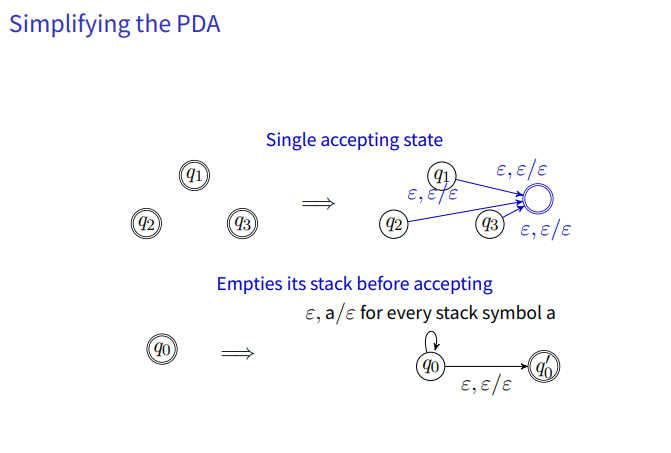 Simplifying the PDA
Single accepting state
q1
q2
q3
⟹
q1
q2
q3
ε, ε/ε
ε, ε/ε
ε, ε/ε
Empties its stack before accepting
ε, a/ε for every stack symbol a
q0
⟹
q0
q′0
ε, ε/ε